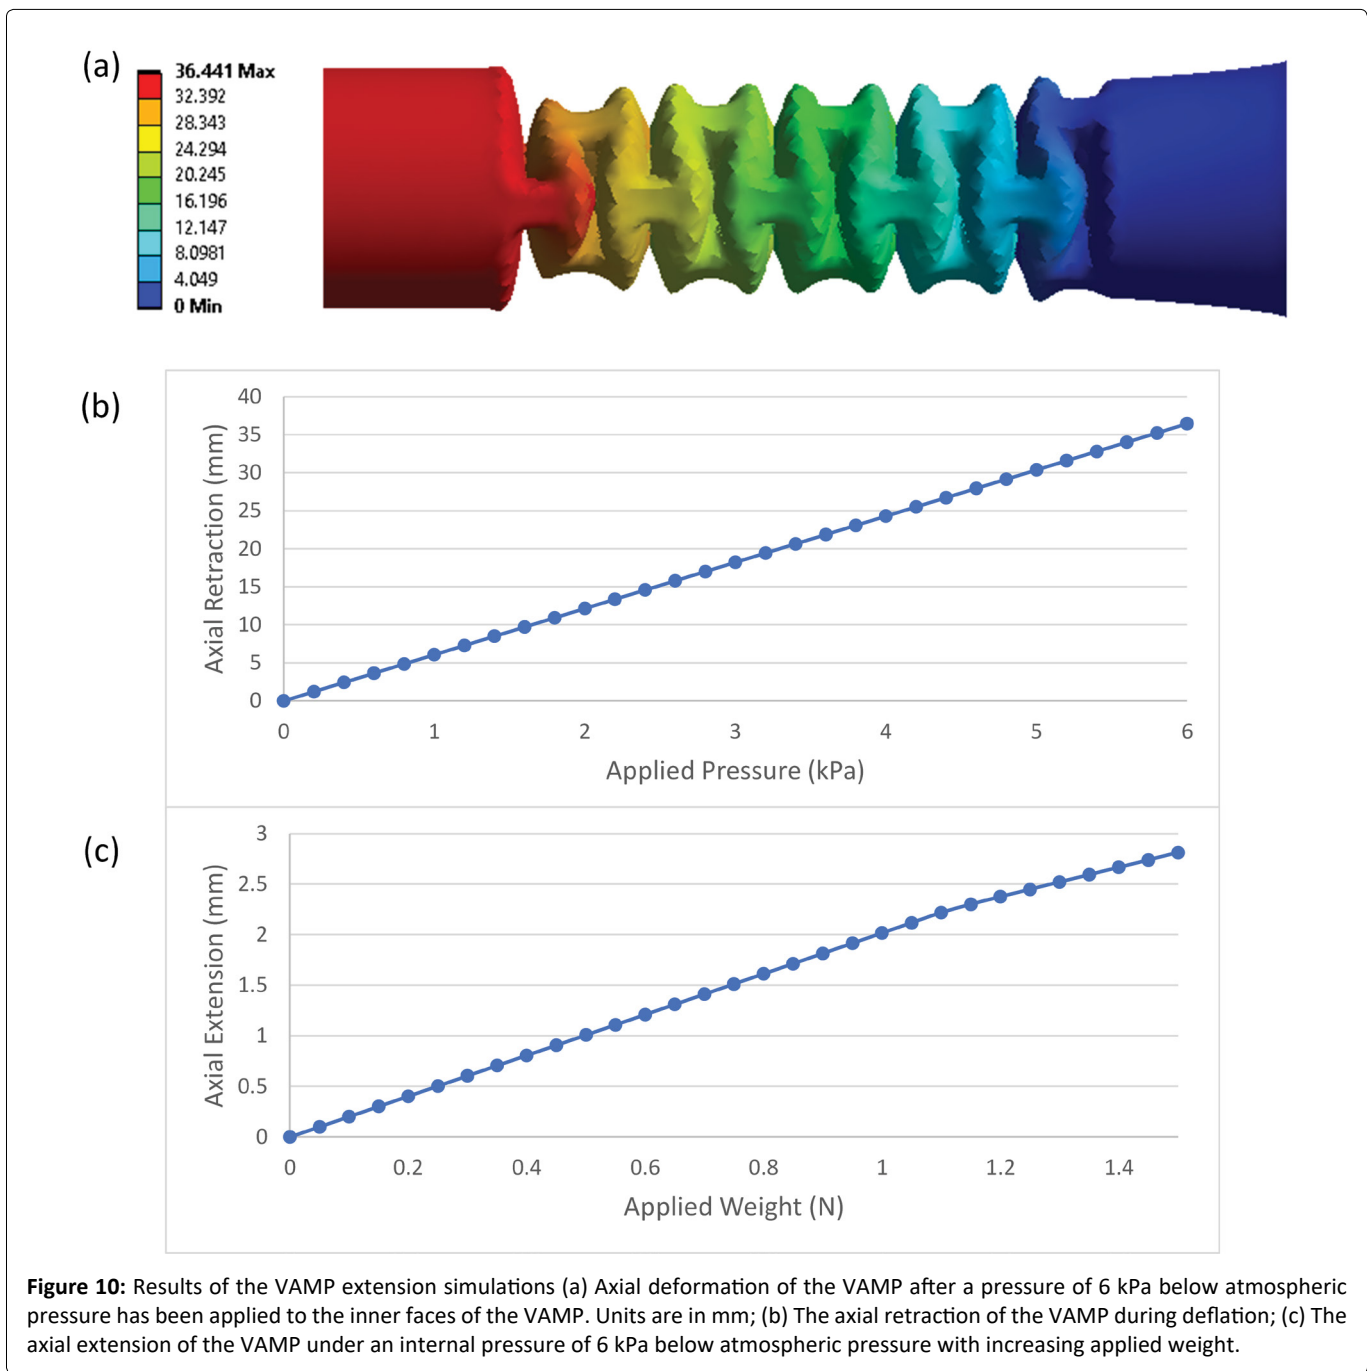 (a)
36.441 Max
32.392
28.343
24.294
20.245
16.196
12.147
8.0981
4.049
0 Min
(b)
40
35
30
25
20
15
10
5
0
Axial Retraction (mm)
0 1 2 3 4 5 6
Applied Pressure (kPa)
(c)
3
2.5
2
1.5
1
0.5
0
Axial Extension (mm)
0 0.2 0.4 0.6 0.8 1 1.2 1.4
Applied Weight (N)
Figure 10: Results of the VAMP extension simulations (a) Axial deformation of the VAMP after a pressure of 6 kPa below atmospheric
pressure has been applied to the inner faces of the VAMP. Units are in mm; (b) The axial retraction of the VAMP during deflation; (c) The
axial extension of the VAMP under an internal pressure of 6 kPa below atmospheric pressure with increasing applied weight.